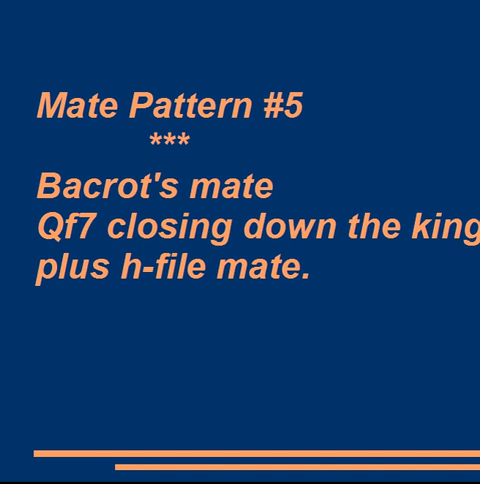 Mate Pattern #5
***
Bacrot's mate
Qf7 closing down the king
plus h-file mate.